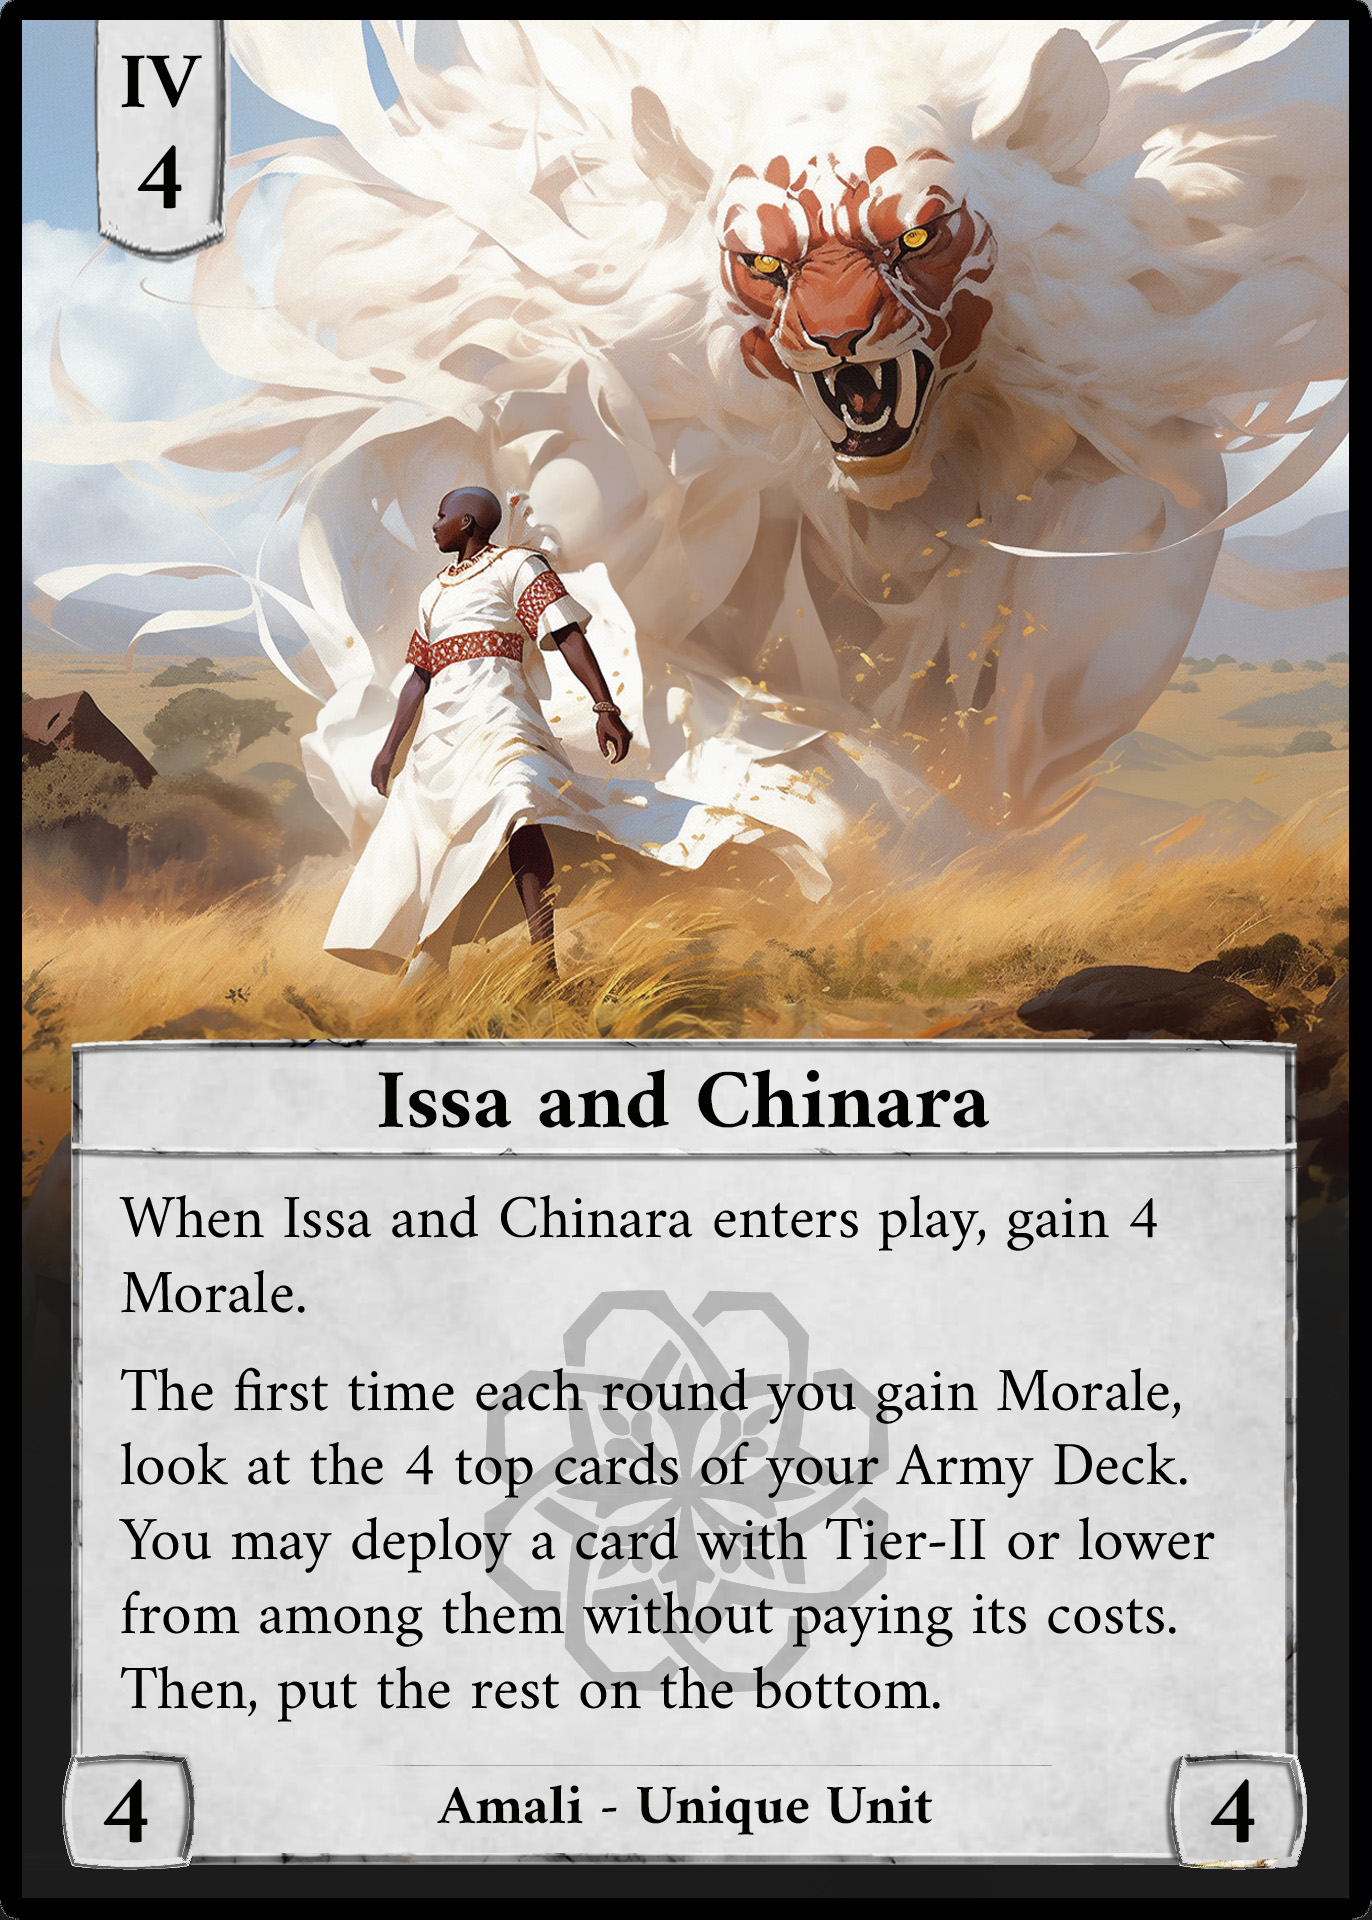 IV
4
Issa and Chinara
When Issa and Chinara enters play, gain 4
Morale.
The first time each round you gain Morale,
look at the 4 top cards of your Army Deck.
You may deploy a card with Tier-II or lower
from among them without paying its costs.
Then, put the rest on the bottom.
4
Amali - Unique Unit
4